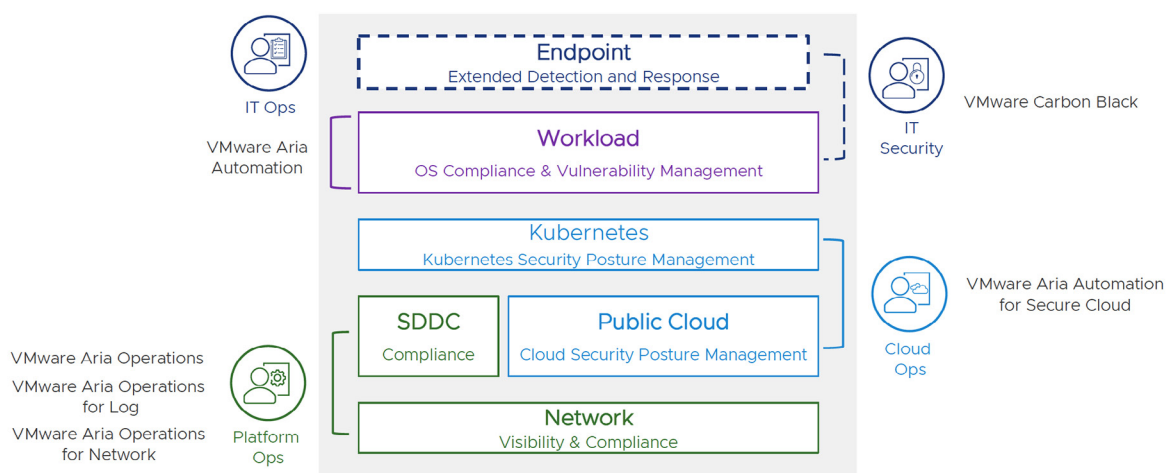 IT Ops
VMware Aria
Automation
Endpoint
Extended Detection and Response
Workload
OS Compliance & Vulnerability Management
IT
Security
VMware Carbon Black
Kubernetes
Kubernetes Security Posture Management
SDDC
Compliance
Public Cloud
Cloud Security Posture Management
Cloud
Ops
VMware Aria Automation
for Secure Cloud
VMware Aria Operations
VMware Aria Operations
for Log
VMware Aria Operations
for Network
Platform
Ops
Network
Visibility & Compliance